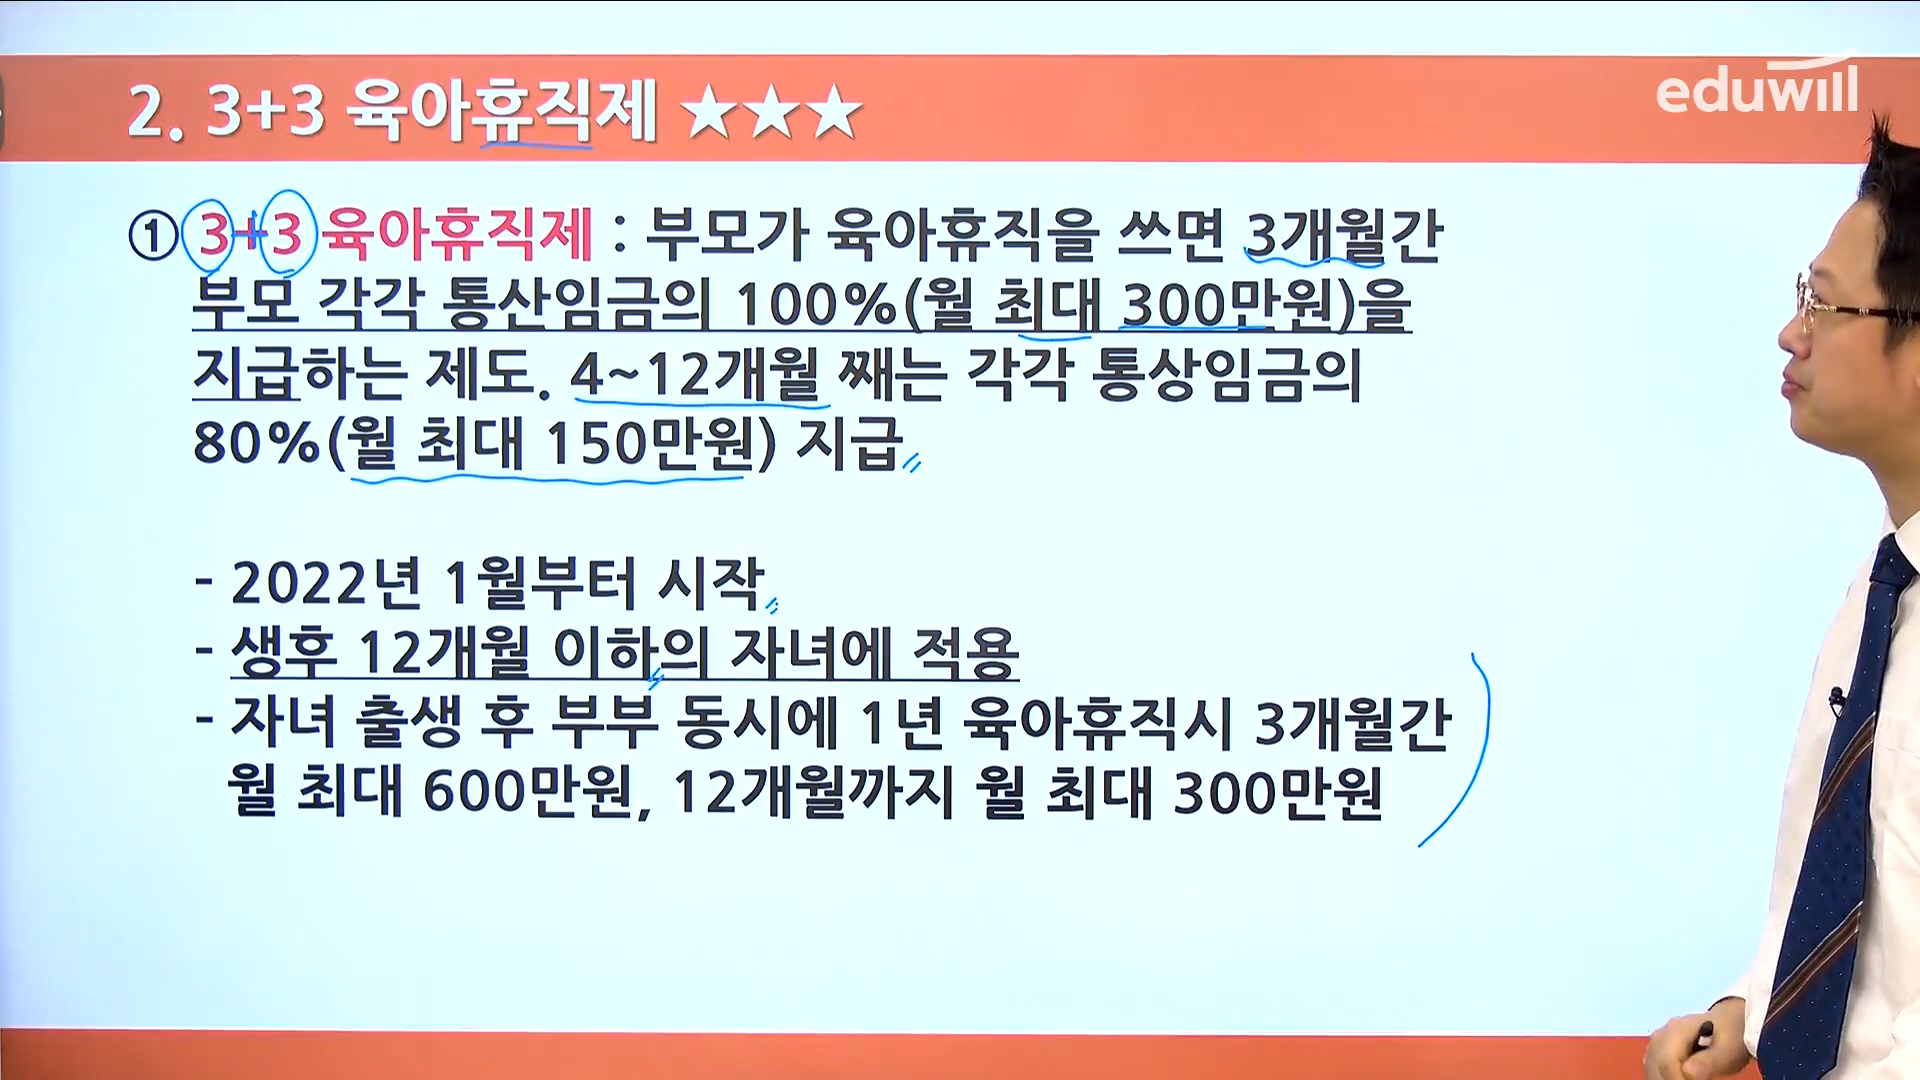 2. 3+3 육아휴직제 ★★★
eduwill
① 3+3 육아휴직제 : 부모가 육아휴직을 쓰면 3개월간
부모 각각 통산임금의 100%(월 최대 300만원)을
지급하는 제도. 4~12개월 째는 각각 통상임금의
80%(월 최대 150만원) 지급
- 2022년 1월부터 시작
- 생후 12개월 이하의 자녀에 적용
- 자녀 출생 후 부부 동시에 1년 육아휴직시 3개월간
월 최대 600만원, 12개월까지 월 최대 300만원